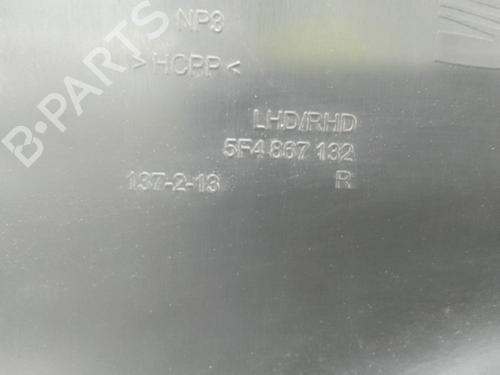 NP3
> HCPP <
LHD/RHD
5F4 867 132
137-2-13 R
B-PARTS